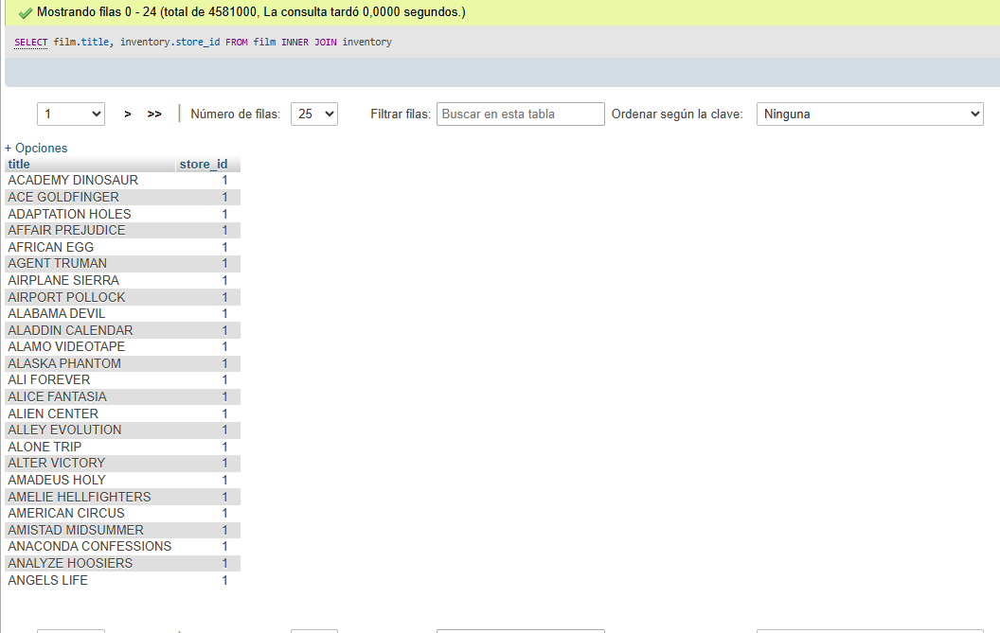 Mostrando filas 0 - 24 (total de 4581000, La consulta tardó 0,0000 segundos.)
SELECT film.title, inventory.store_id FROM film INNER JOIN inventory
1 > >> | Número de filas: 25 Filtrar filas: Buscar en esta tabla Ordenar según la clave: Ninguna
+ Opciones
title store_id
ACADEMY DINOSAUR 1
ACE GOLDFINGER 1
ADAPTATION HOLES 1
AFFAIR PREJUDICE 1
AFRICAN EGG 1
AGENT TRUMAN 1
AIRPLANE SIERRA 1
AIRPORT POLLOCK 1
ALABAMA DEVIL 1
ALADDIN CALENDAR 1
ALAMO VIDEOTAPE 1
ALASKA PHANTOM 1
ALI FOREVER 1
ALICE FANTASIA 1
ALIEN CENTER 1
ALLEY EVOLUTION 1
ALONE TRIP 1
ALTER VICTORY 1
AMADEUS HOLY 1
AMELIE HELLFIGHTERS 1
AMERICAN CIRCUS 1
AMISTAD MIDSUMMER 1
ANACONDA CONFESSIONS 1
ANALYZE HOOSIERS 1
ANGELS LIFE 1